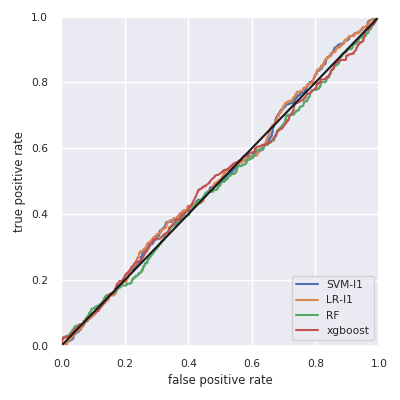 1.0
0.8
0.6
0.4
0.2
0.0
true positive rate
0.0 0.2 0.4 0.6 0.8 1.0
false positive rate
SVM-l1
LR-l1
RF
xgboost